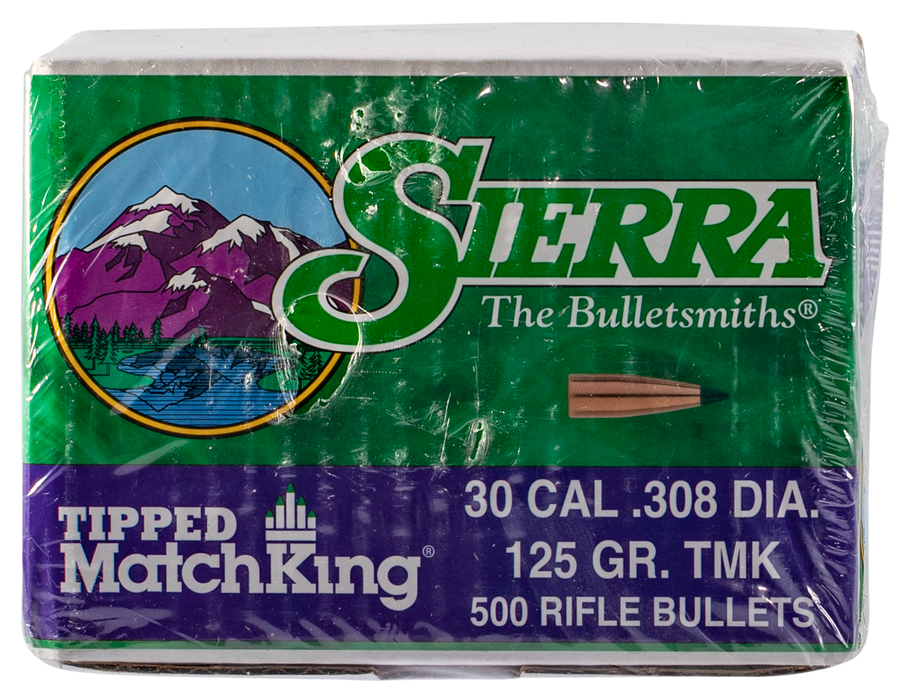 SIERRA
The Bulletsmiths®
TIPPED
MatchKing®
30 CAL .308 DIA.
125 GR. TMK
500 RIFLE BULLETS